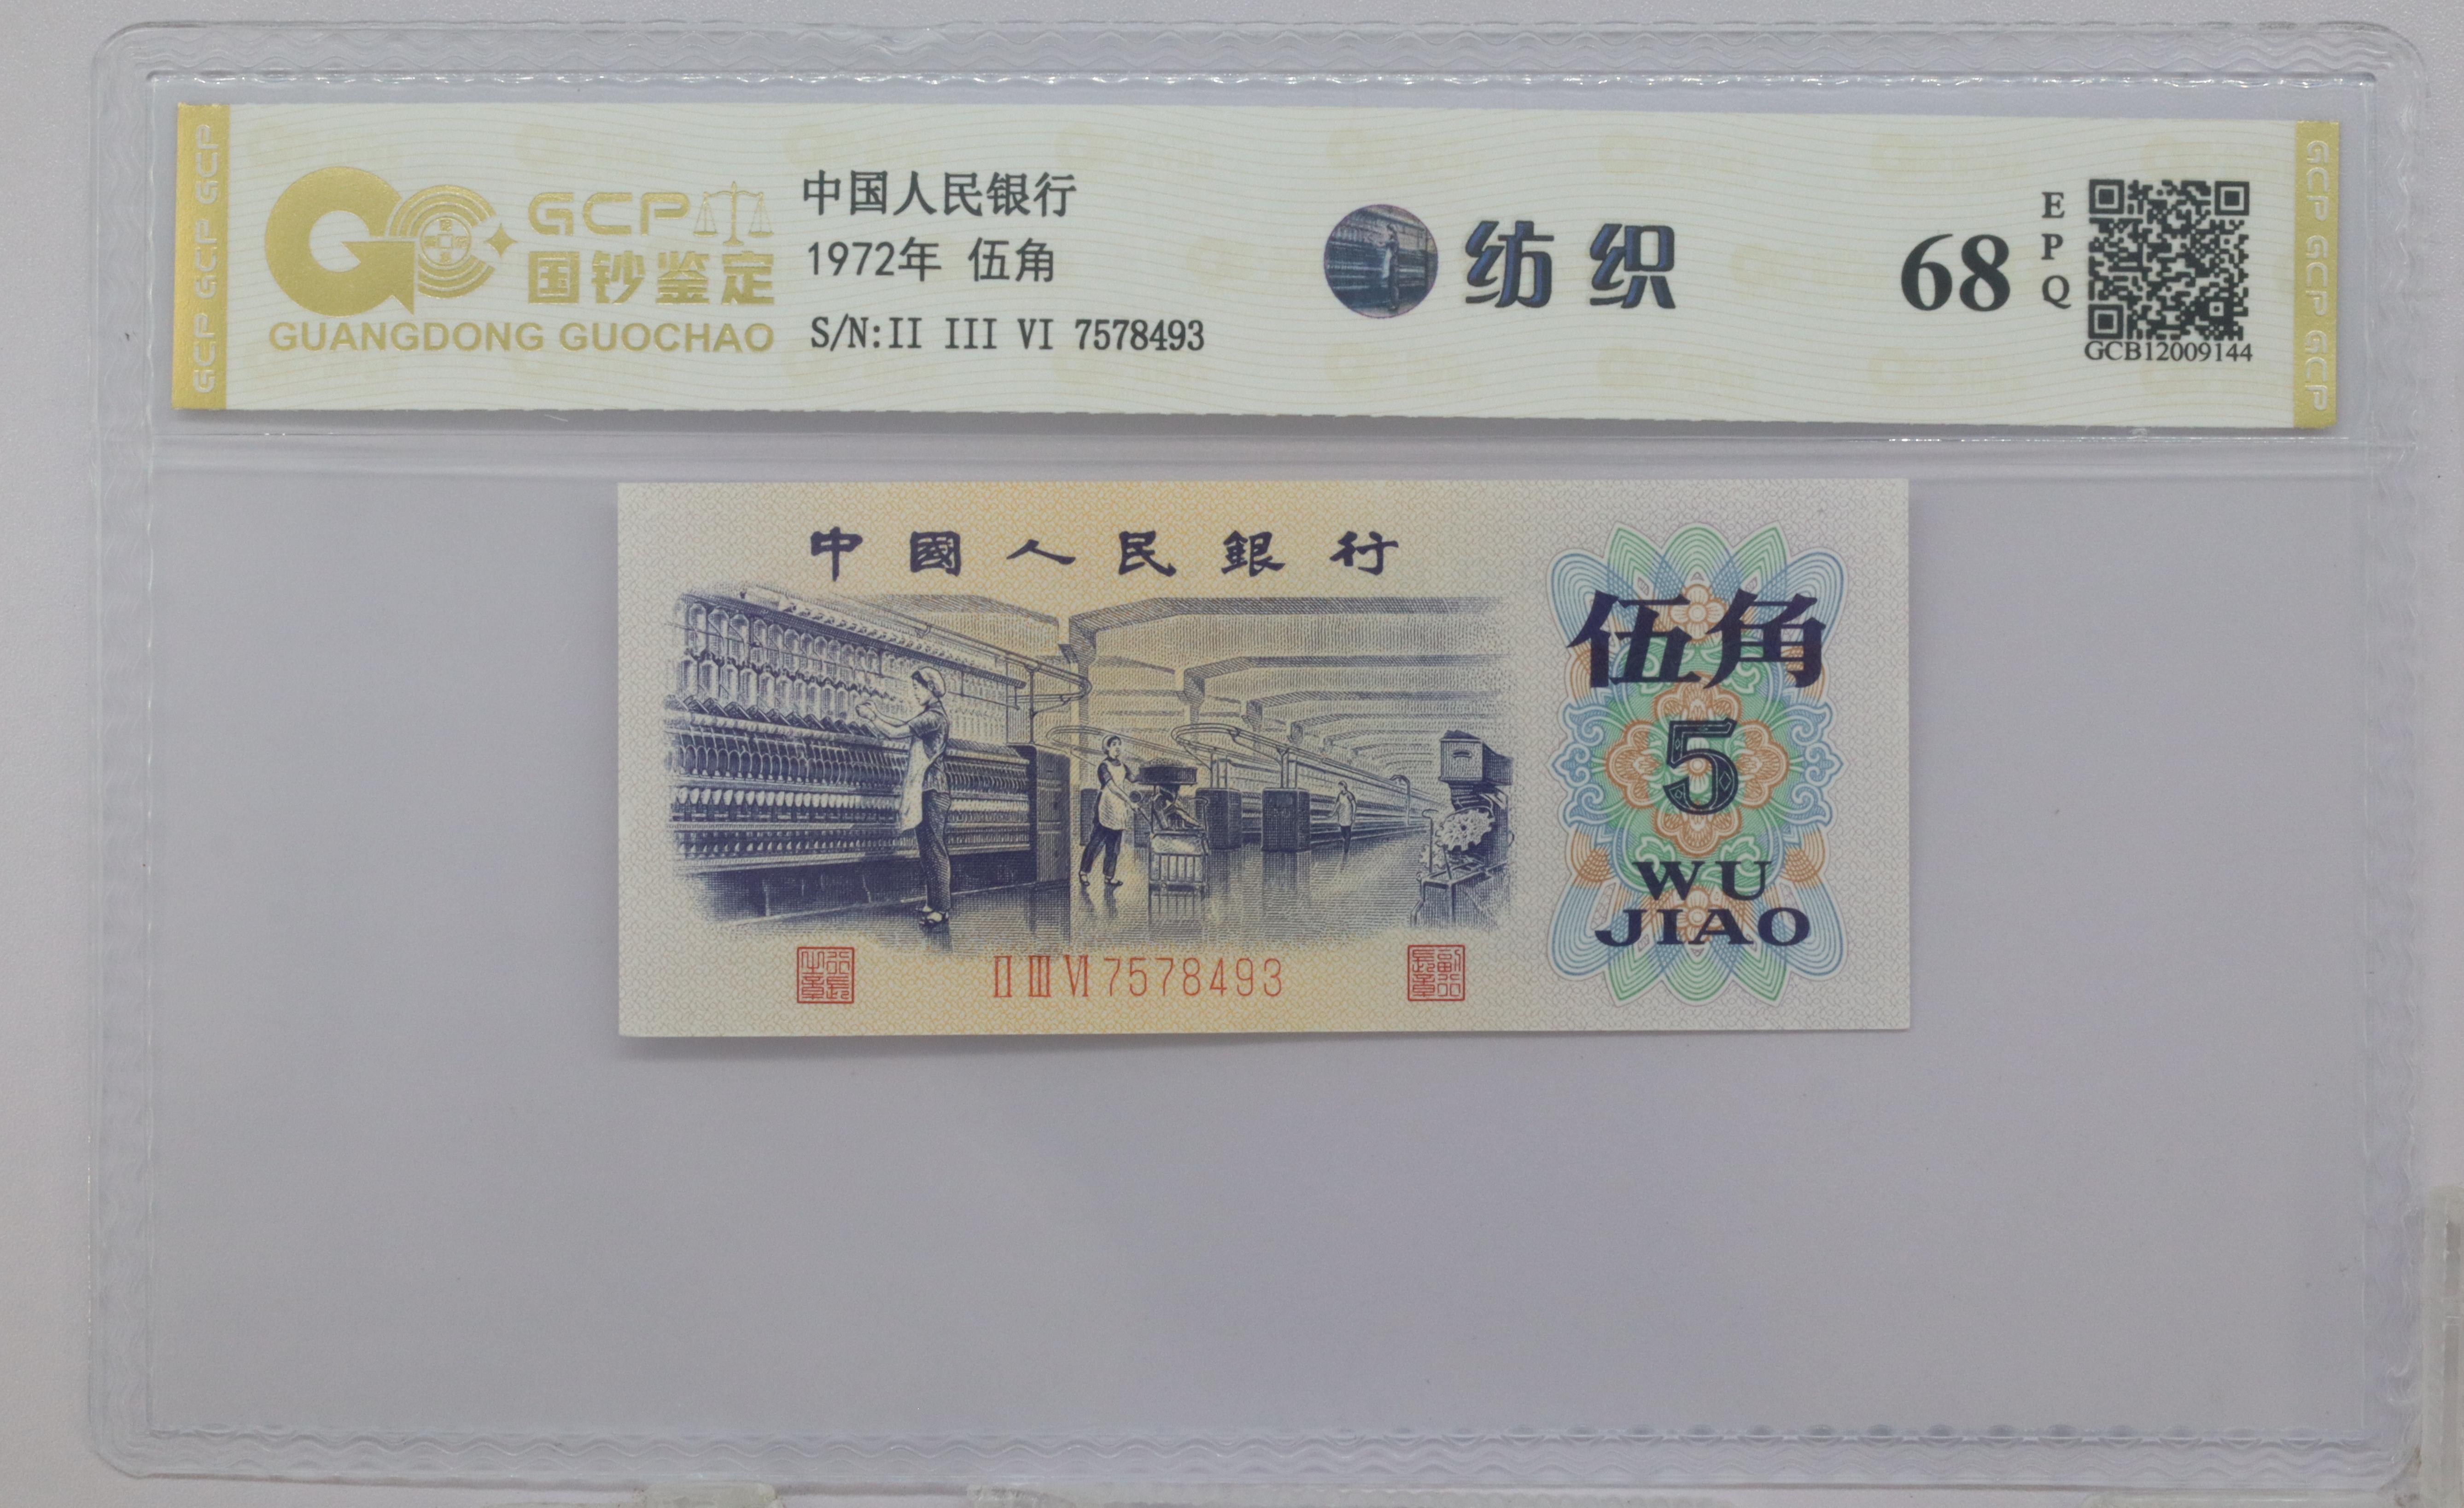 GCP GCP GCP
GCP
国钞鉴定
GUANGDONG GUOCHAO
中国人民银行
1972年 伍角
S/N:II III VI 7578493
纺织
68
EPQ
GCB12009144
GCP GCP GCP
中國人民銀行
伍角
5
WU
JIAO
II III VI 7578493